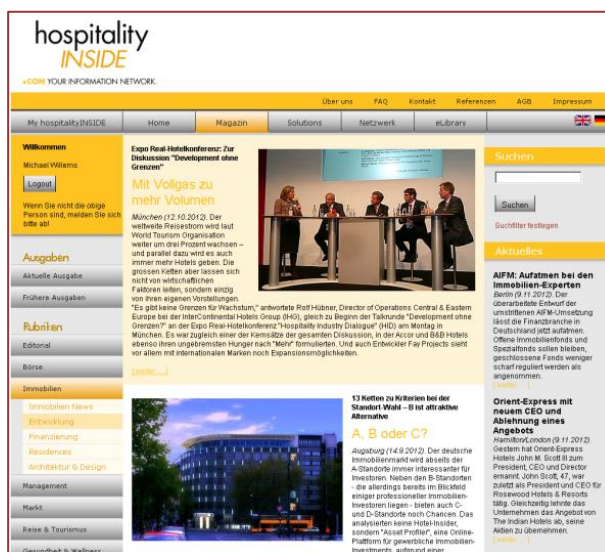 hospitality
INSIDE
.COM YOUR INFORMATION NETWORK.
Über uns FAQ Kontakt Referenzen AGB Impressum
My hospitalityINSIDE Home Magazin Solutions Netzwerk eLibrary
Willkommen
Michael Willems
Logout
Wenn Sie nicht die obige
Person sind, melden Sie sich
bitte ab!
Ausgaben
Aktuelle Ausgabe
Frühere Ausgaben
Rubriken
Editorial
Börse
Immobilien
Immobilien News
Entwicklung
Finanzierung
Residences
Architektur & Design
Management
Markt
Reise & Tourismus
Gesundheit & Wellness
Expo Real-Hotelkonferenz: Zur
Diskussion "Development ohne
Grenzen"
Mit Vollgas zu
mehr Volumen
München (12.10.2012). Der
weltweite Reisestrom wird laut
World Tourism Organisation
weiter um drei Prozent wachsen –
und parallel dazu wird es auch
immer mehr Hotels geben. Die
grossen Ketten aber lassen sich
nicht von wirtschaftlichen
Faktoren leiten, sondern einzig
von ihren eigenen Vorstellungen.
"Es gibt keine Grenzen für Wachstum," antwortete Rolf Hübner, Director of Operations Central & Eastern
Europe bei der InterContinental Hotels Group (IHG), gleich zu Beginn der Talkrunde "Development ohne
Grenzen?" an der Expo Real-Hotelkonferenz "Hospitality Industry Dialogue" (HID) am Montag in
München. Es war zugleich einer der Kernsätze der gesamten Diskussion, in der Accor und B&B Hotels
ebenso ihren ungebremsten Hunger nach "Mehr" formulierten. Und auch Entwickler Fay Projects sieht
vor allem mit internationalen Marken noch Expansionsmöglichkeiten.
[weiter ... ]
13 Ketten zu Kriterien bei der
Standort-Wahl – B ist attraktive
Alternative
A, B oder C?
Augsburg (14.9.2012). Der deutsche
Immobilienmarkt wird abseits der
A-Standorte immer interessanter für
Investoren. Neben den B-Standorten
- die allerdings bereits im Blickfeld
einiger professioneller Immobilien-
Investoren liegen - bieten auch C-
und D-Standorte noch Chancen. Das
analysierten keine Hotel-Insider,
sondern "Asset Profiler", eine Online-
Plattform für gewerbliche Immobilien-
Investments, aufgrund einer
Suchen
Suchen
Suchfilter festlegen
Aktuelles
AIFM: Aufatmen bei den
Immobilien-Experten
Berlin (9.11.2012). Der
überarbeitete Entwurf der
umstrittenen AIFM-Umsetzung
lässt die Finanzbranche in
Deutschland jetzt aufatmen.
Offene Immobilienfonds und
Spezialfonds sollen bleiben,
geschlossene Fonds weniger
scharf reguliert werden als
angenommen.
[weiter ... ]
Orient-Express mit
neuem CEO und
Ablehnung eines
Angebots
Hamilton/London (9.11.2012).
Gestern hat Orient-Express
Hotels John M. Scott III zum
President, CEO und Director
ernannt. John Scott, 47, war
zuletzt als President und CEO für
Rosewood Hotels & Resorts
tätig. Gleichzeitig lehnte das
Unternehmen das Angebot von
The Indian Hotels ab, seine
Aktien zu übernehmen.